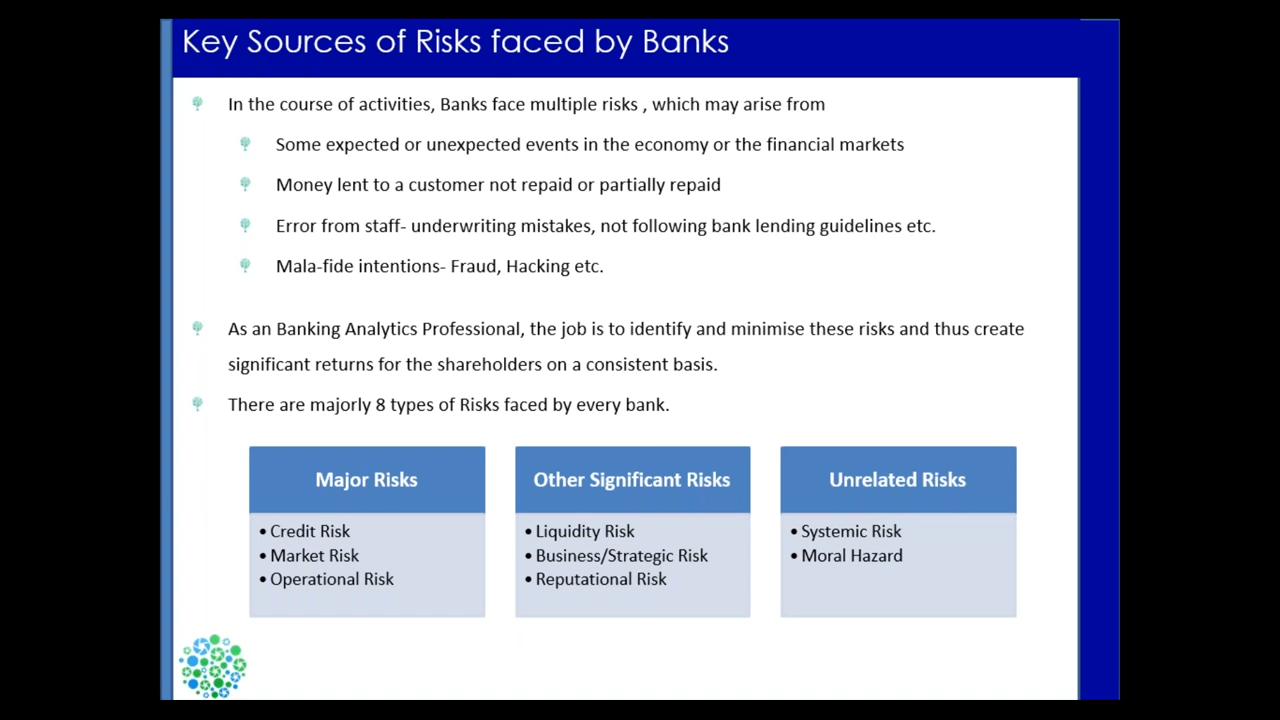 Key Sources of Risks faced by Banks
In the course of activities, Banks face multiple risks , which may arise from
Some expected or unexpected events in the economy or the financial markets
Money lent to a customer not repaid or partially repaid
Error from staff- underwriting mistakes, not following bank lending guidelines etc.
Mala-fide intentions- Fraud, Hacking etc.
As an Banking Analytics Professional, the job is to identify and minimise these risks and thus create
significant returns for the shareholders on a consistent basis.
There are majorly 8 types of Risks faced by every bank.
Major Risks
• Credit Risk
• Market Risk
• Operational Risk
Other Significant Risks
• Liquidity Risk
• Business/Strategic Risk
• Reputational Risk
Unrelated Risks
• Systemic Risk
• Moral Hazard